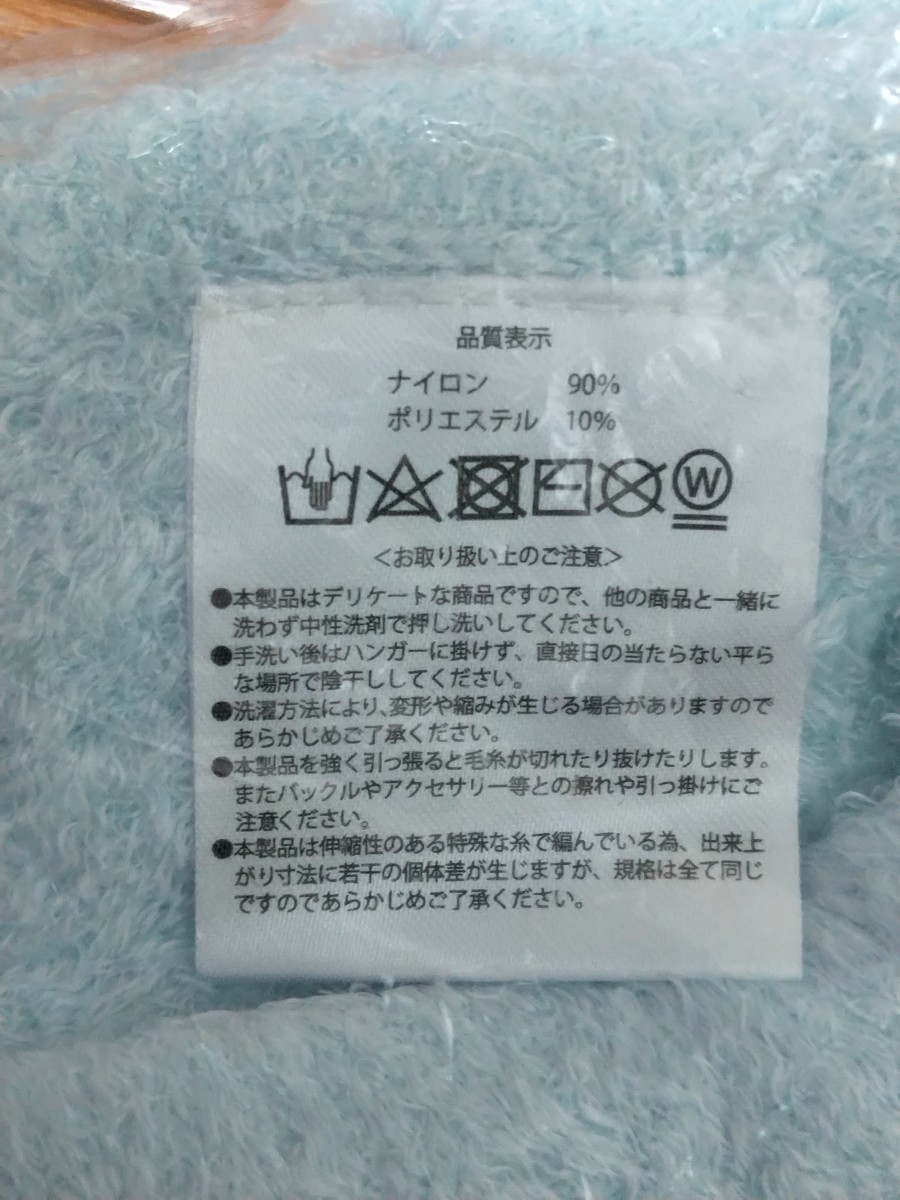 品質表示
ナイロン 90%
ポリエステル 10%
W
＜お取り扱い上のご注意＞
●本製品はデリケートな商品ですので、他の商品と一緒に
洗わず中性洗剤で押し洗いしてください。
●手洗い後はハンガーに掛けず、直接日の当たらない平ら
な場所で陰干ししてください。
●洗濯方法により、変形や縮みが生じる場合がありますので
あらかじめご了承ください。
●本製品を強く引っ張ると毛糸が切れたり抜けたりします。
またバックルやアクセサリー等との擦れや引っ掛けにご
注意ください。
●本製品は伸縮性のある特殊な糸で編んでいる為、出来上
がり寸法に若干の個体差が生じますが、規格は全て同じ
ですのであらかじめご了承ください。